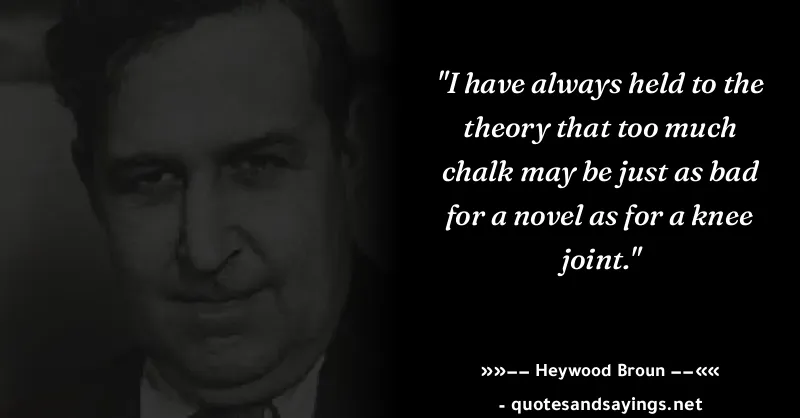 "I have always held to the
theory that too much
chalk may be just as bad
for a novel as for a knee
joint."
»»−− Heywood Broun −−««
- quotesandsayings.net